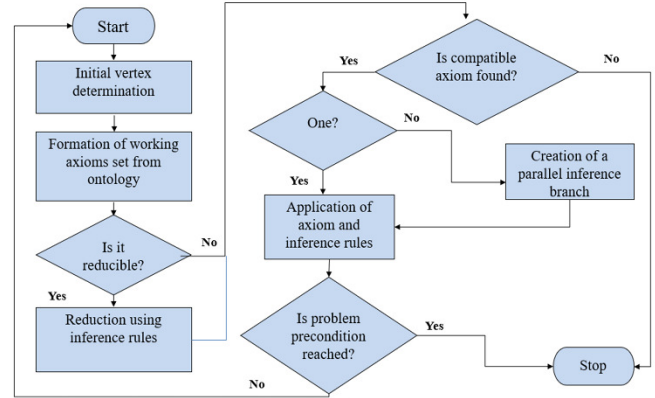 Start
Initial vertex
determination
Formation of working
axioms set from
ontology
Is it
reducible?
No
Yes
Reduction using
inference rules
Is compatible
axiom found?
Yes
No
One?
No
Yes
Creation of a
parallel inference
branch
Application of
axiom and
inference rules
Is problem
precondition
reached?
Yes
No
Stop